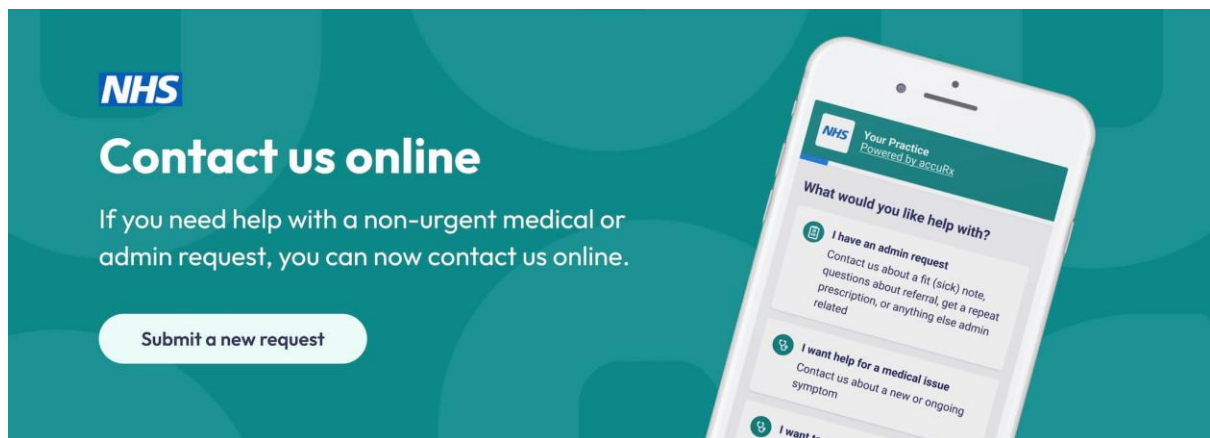 NHS
Contact us online
If you need help with a non-urgent medical or
admin request, you can now contact us online.
Submit a new request
NHS
Your Practice
Powered by accuRx
What would you like help with?
I have an admin request
Contact us about a fit (sick) note,
questions about referral, get a repeat
prescription, or anything else admin
related
I want help for a medical issue
Contact us about a new or ongoing
symptom
I want